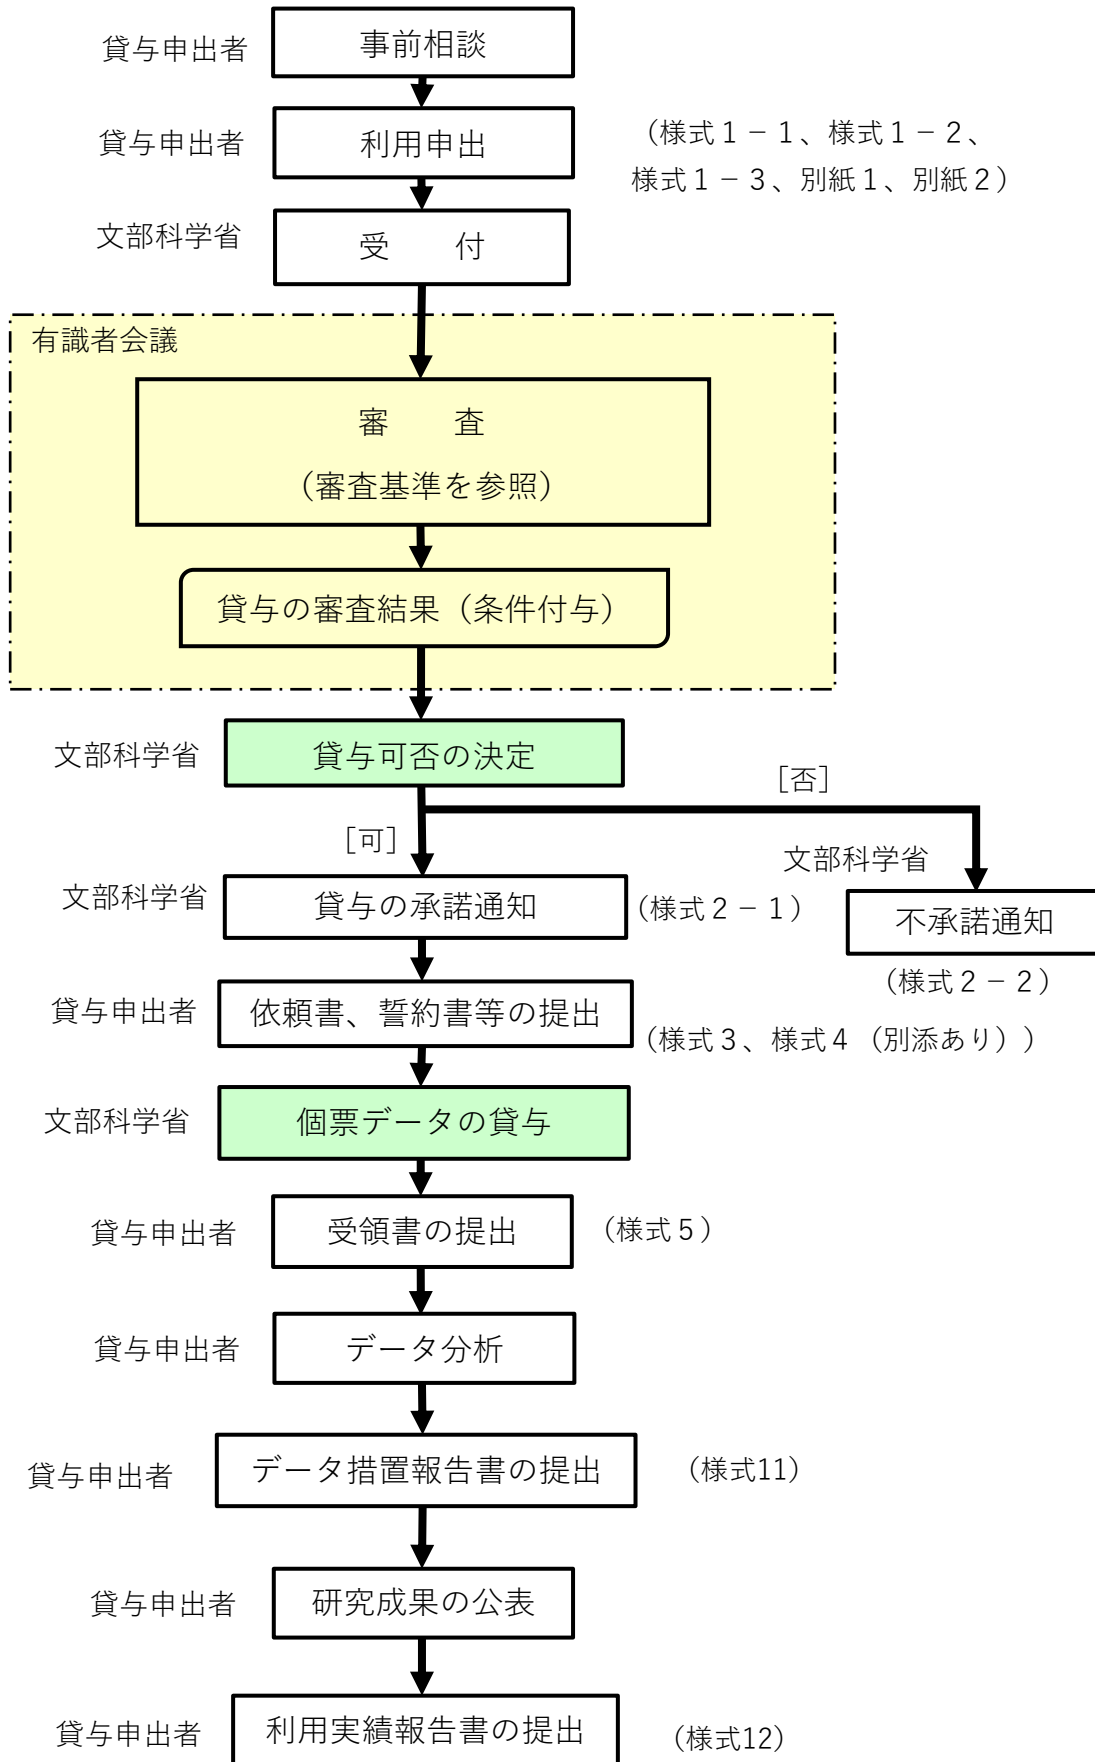 貸与申出者
事前相談
貸与申出者
利用申出
（様式１－１、様式１－２、
様式１－３、別紙１、別紙２）
文部科学省
受　　付
有識者会議
審　　査
（審査基準を参照）
貸与の審査結果（条件付与）
文部科学省
貸与可否の決定
［否］
［可］
文部科学省
文部科学省
貸与の承諾通知
（様式２－１）
不承諾通知
（様式２－２）
貸与申出者
依頼書、誓約書等の提出
（様式３、様式４（別添あり））
文部科学省
個票データの貸与
貸与申出者
受領書の提出
（様式５）
貸与申出者
データ分析
貸与申出者
データ措置報告書の提出
（様式11）
貸与申出者
研究成果の公表
貸与申出者
利用実績報告書の提出
（様式12）